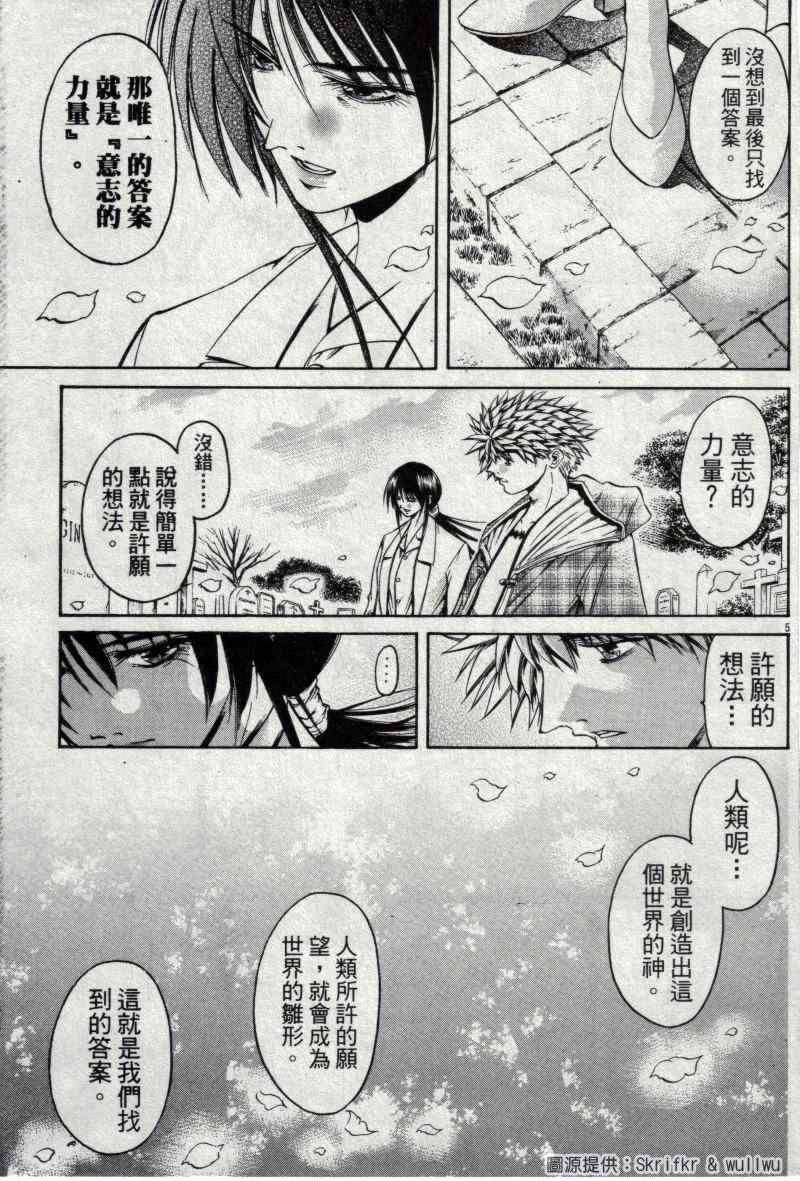 沒想到最後只找
到一個答案。
那唯一的答案
就是『意志的
力量』。
意志的
力量？
沒錯……
說得簡單一
點就是許願
的想法。
GIN
5
許願的
想法…
……
人類呢…
就是創造出這
個世界的神。
人類所許的願
望，就會成為
世界的雛形。
這就是我們找
到的答案。
圖源提供：Skrifkr & wullwu